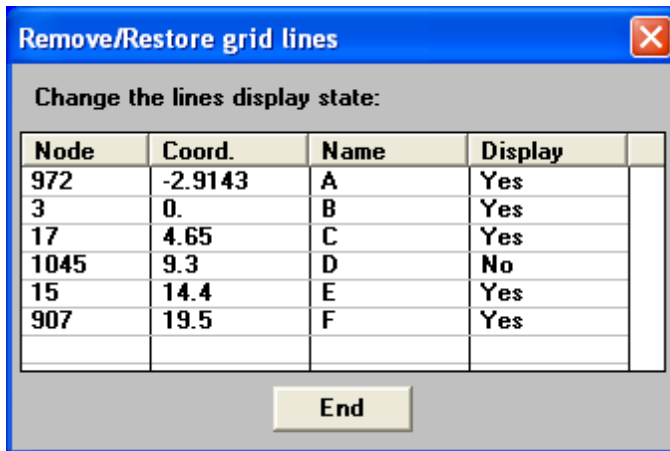 Remove/Restore grid lines
Change the lines display state:
Node Coord. Name Display
972 -2.9143 A Yes
3 0. B Yes
17 4.65 C Yes
1045 9.3 D No
15 14.4 E Yes
907 19.5 F Yes
End